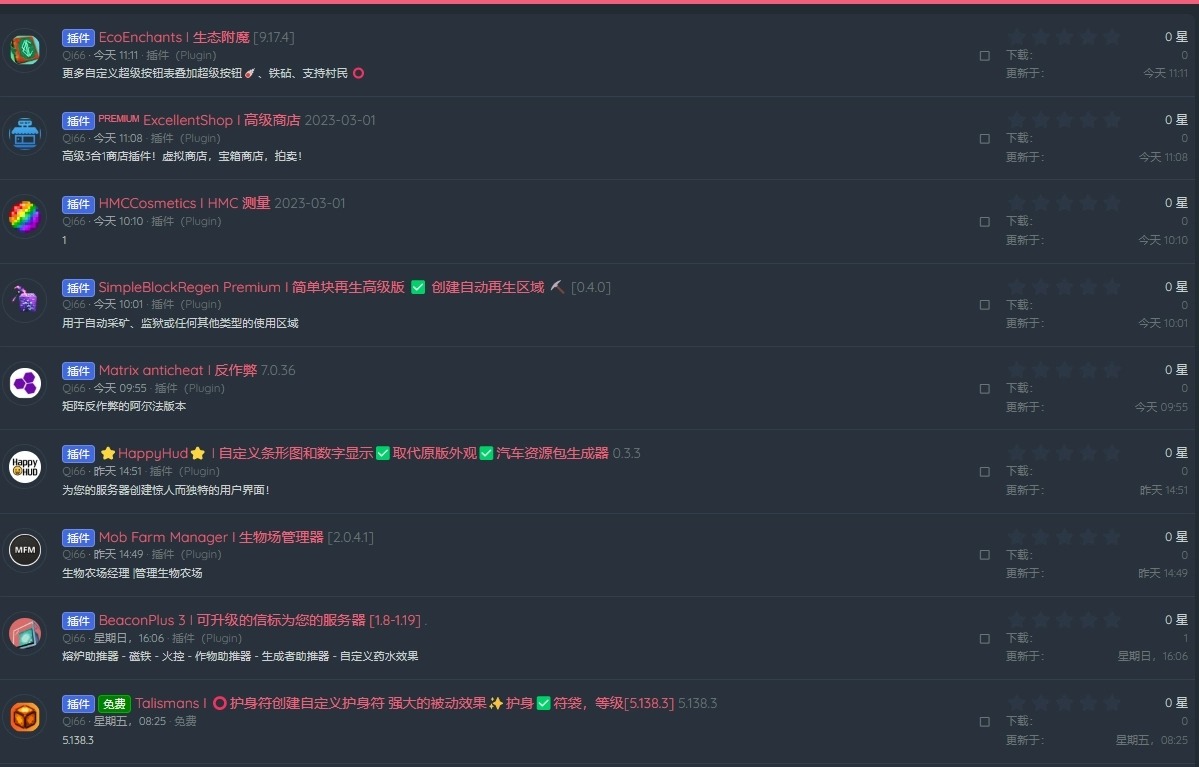 插件 EcoEnchants | 生态附魔 [9.17.4]
Qi66 · 今天 11:11 · 插件（Plugin）
更多自定义超级按钮表叠加超级按钮🚀、铁砧、支持村民 ⭕
0 星
下载： 0
更新于： 今天 11:11
插件 PREMIUM ExcellentShop | 高级商店 2023-03-01
Qi66 · 今天 11:08 · 插件（Plugin）
高级3合1商店插件！虚拟商店，宝箱商店，拍卖！
0 星
下载： 0
更新于： 今天 11:08
插件 HMCCosmetics | HMC 测量 2023-03-01
Qi66 · 今天 10:10 · 插件（Plugin）
1
0 星
下载： 0
更新于： 今天 10:10
插件 SimpleBlockRegen Premium | 简单块再生高级版 ✅ 创建自动再生区域 ⛏ [0.4.0]
Qi66 · 今天 10:01 · 插件（Plugin）
用于自动采矿、监狱或任何其他类型的使用区域
0 星
下载： 0
更新于： 今天 10:01
插件 Matrix anticheat | 反作弊 7.0.36
Qi66 · 今天 09:55 · 插件（Plugin）
矩阵反作弊的阿尔法版本
0 星
下载： 0
更新于： 今天 09:55
Happy HUD
插件 ⭐HappyHud⭐ | 自定义条形图和数字显示✅取代原版外观✅汽车资源包生成器 0.3.3
Qi66 · 昨天 14:51 · 插件（Plugin）
为您的服务器创建惊人而独特的用户界面！
0 星
下载： 0
更新于： 昨天 14:51
MFM
插件 Mob Farm Manager | 生物场管理器 [2.0.4.1]
Qi66 · 昨天 14:49 · 插件（Plugin）
生物农场经理 |管理生物农场
0 星
下载： 0
更新于： 昨天 14:49
插件 BeaconPlus 3 | 可升级的信标为您的服务器 [1.8-1.19] .
Qi66 · 星期日，16:06 · 插件（Plugin）
熔炉助推器 - 磁铁 - 火控 - 作物助推器 - 生成者助推器 - 自定义药水效果
0 星
下载： 1
更新于： 星期日，16:06
插件 免费 Talismans | ⭕护身符创建自定义护身符 强大的被动效果✨护身✅符袋，等级[5.138.3] 5.138.3
Qi66 · 星期五，08:25 · 免费
5.138.3
0 星
下载： 0
更新于： 星期五，08:25